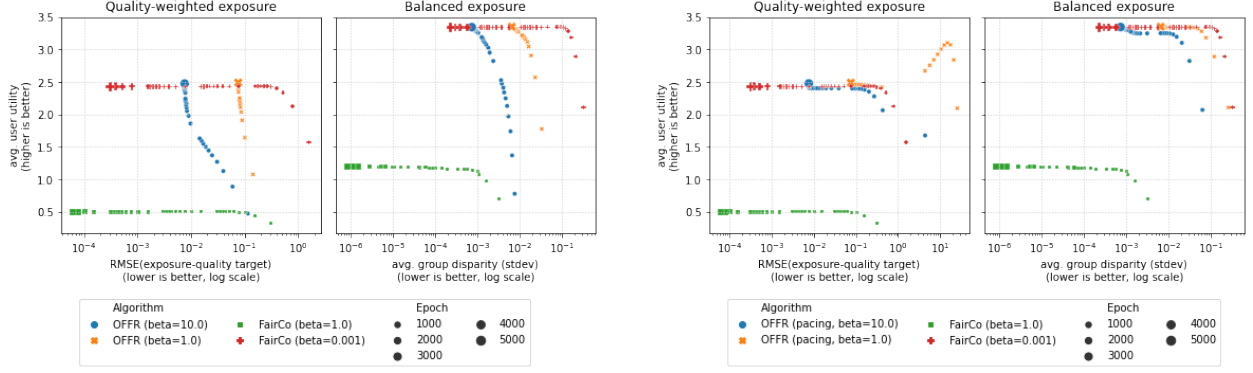 Quality-weighted exposure
Balanced exposure
avg. user utility
(higher is better)
3.5
3.0
2.5
2.0
1.5
1.0
0.5
10⁻⁴ 10⁻³ 10⁻² 10⁻¹ 10⁰
RMSE(exposure-quality target)
(lower is better, log scale)
10⁻⁶ 10⁻⁵ 10⁻⁴ 10⁻³ 10⁻² 10⁻¹
avg. group disparity (stdev)
(lower is better, log scale)
Algorithm
OFFR (beta=10.0)
OFFR (beta=1.0)
FairCo (beta=1.0)
FairCo (beta=0.001)
Epoch
1000
2000
3000
4000
5000
Quality-weighted exposure
Balanced exposure
avg. user utility
(higher is better)
3.5
3.0
2.5
2.0
1.5
1.0
0.5
10⁻⁴ 10⁻³ 10⁻² 10⁻¹ 10⁰ 10¹
RMSE(exposure-quality target)
(lower is better, log scale)
10⁻⁶ 10⁻⁵ 10⁻⁴ 10⁻³ 10⁻² 10⁻¹
avg. group disparity (stdev)
(lower is better, log scale)
Algorithm
OFFR (pacing, beta=10.0)
OFFR (pacing, beta=1.0)
FairCo (beta=1.0)
FairCo (beta=0.001)
Epoch
1000
2000
3000
4000
5000